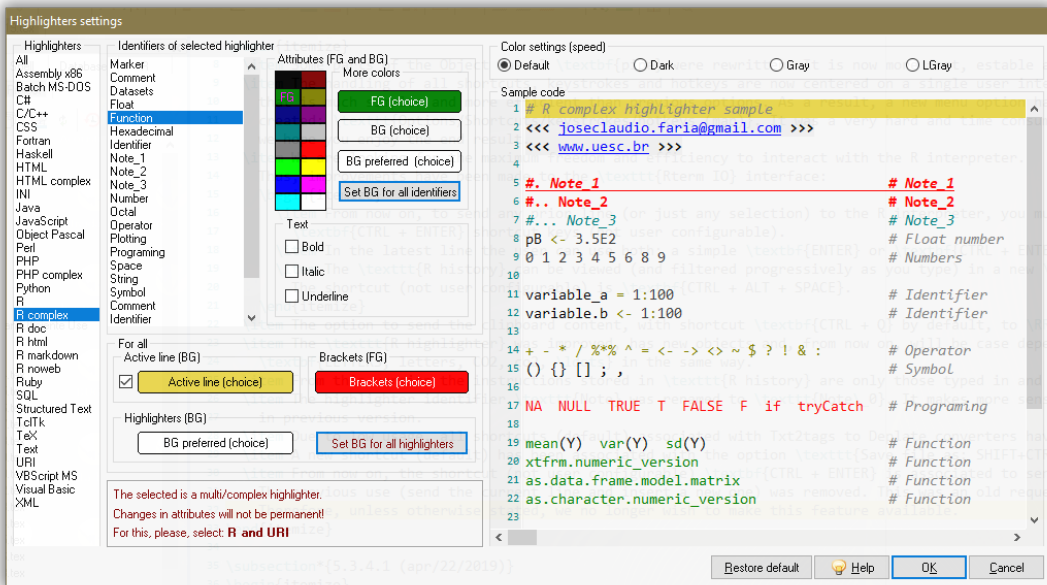 Highlighters settings
Highlighters
All
Assembly x86
Batch MS-DOS
C#
C/C++
CSS
Fortran
Haskell
HTML
HTML complex
INI
Java
JavaScript
Object Pascal
Perl
PHP
PHP complex
Python
R
R complex
R doc
R html
R markdown
R noweb
Ruby
SQL
Structured Text
TclTk
TeX
Text
URI
VBScript MS
Visual Basic
XML
Identifiers of selected highlighter
Marker
Comment
Datasets
Float
Function
Hexadecimal
Identifier
Note_1
Note_2
Note_3
Number
Octal
Operator
Plotting
Programing
Space
String
Symbol
Comment
Identifier
Attributes (FG and BG)
FG
More colors
FG (choice)
BG (choice)
BG preferred (choice)
Set BG for all identifiers
Text
Bold
Italic
Underline
For all
Active line (BG)
Active line (choice)
Brackets (FG)
Brackets (choice)
Highlighters (BG)
BG preferred (choice)
Set BG for all highlighters
The selected is a multi/complex highlighter.
Changes in attributes will not be permanent!
For this, please, select: R and URI
Color settings (speed)
Default Dark Gray LGray
Sample code
1 # R complex highlighter sample
2 <<< joseclaudio.faria@gmail.com >>>
3 <<< www.uesc.br >>>
4
5 #. Note_1 # Note_1
6 #.. Note_2 # Note_2
7 #... Note_3 # Note_3
8 pB <- 3.5E2 # Float number
9 0 1 2 3 4 5 6 8 9 # Numbers
10
11 variable_a = 1:100 # Identifier
12 variable.b <- 1:100 # Identifier
13
14 + - * / %*% ^ = <- -> <> ~ $ ? ! & : # Operator
15 () {} [] ; , # Symbol
16
17 NA NULL TRUE T FALSE F if tryCatch # Programing
18
19 mean(Y) var(Y) sd(Y) # Function
20 xtfrm.numeric_version # Function
21 as.data.frame.model.matrix # Function
22 as.character.numeric_version # Function
23
Restore default Help OK Cancel